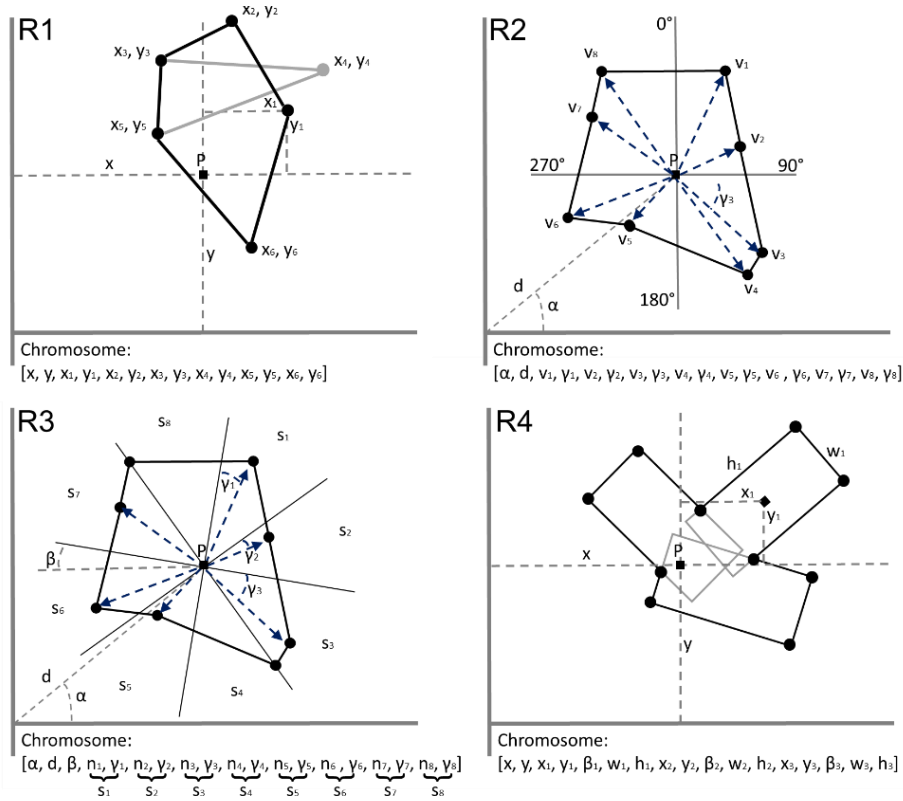 R1
x₂, y₂
x₃, y₃
x₄, y₄
x₁
y₁
x₅, y₅
x
P
y
x₆, y₆
Chromosome:
[x, y, x₁, y₁, x₂, y₂, x₃, y₃, x₄, y₄, x₅, y₅, x₆, y₆]
R2
0°
v₈
v₁
v₇
v₂
P
270°
90°
γ₃
v₆
v₅
v₃
v₄
d
α
180°
Chromosome:
[α, d, v₁, γ₁, v₂, γ₂, v₃, γ₃, v₄, γ₄, v₅, γ₅, v₆ , γ₆, v₇, γ₇, v₈, γ₈]
R3
s₈
s₁
γ₁
s₇
s₂
P
γ₂
β
γ₃
s₆
s₃
d
α
s₅
s₄
Chromosome:
[α, d, β, n₁, γ₁, n₂, γ₂, n₃, γ₃, n₄, γ₄, n₅, γ₅, n₆ , γ₆, n₇, γ₇, n₈, γ₈]
s₁ s₂ s₃ s₄ s₅ s₆ s₇ s₈
R4
h₁
w₁
x₁
y₁
x
P
y
Chromosome:
[x, y, x₁, y₁, β₁, w₁, h₁, x₂, y₂, β₂, w₂, h₂, x₃, y₃, β₃, w₃, h₃]